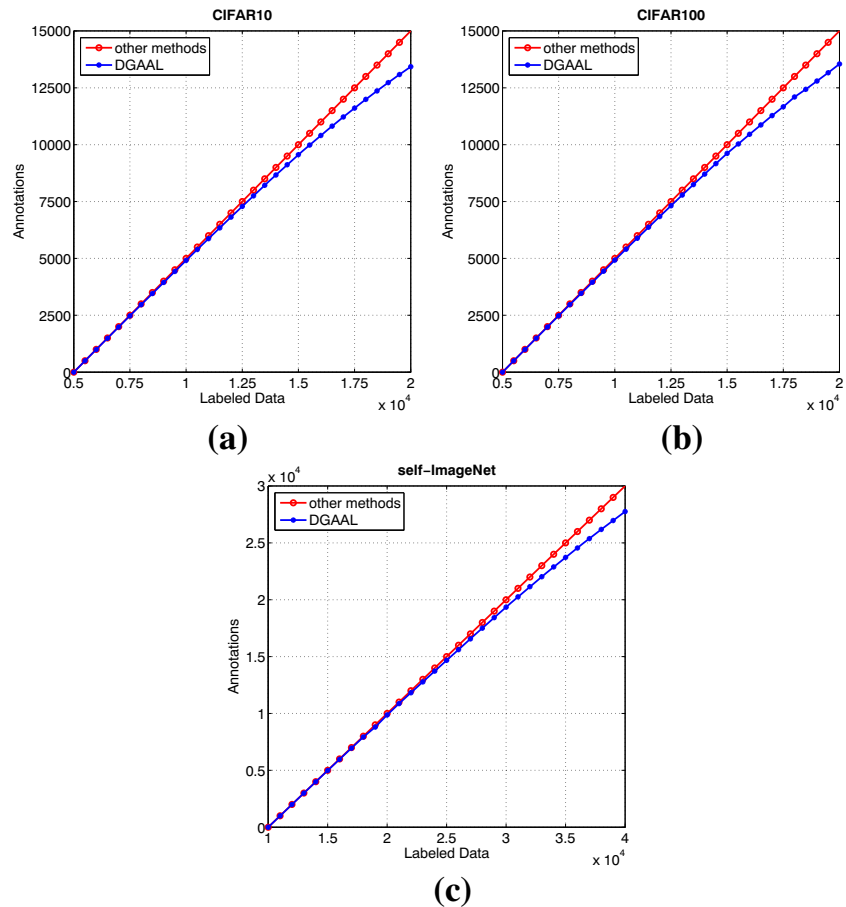 CIFAR10
15000
12500
10000
7500
5000
2500
0
Annotations
other methods
DGAAL
0.5 0.75 1 1.25 1.5 1.75 2
Labeled Data
x 10^4
(a)
CIFAR100
15000
12500
10000
7500
5000
2500
0
Annotations
other methods
DGAAL
0.5 0.75 1 1.25 1.5 1.75 2
Labeled Data
x 10^4
(b)
self-ImageNet
x 10^4
3
2.5
2
1.5
1
0.5
0
Annotations
other methods
DGAAL
1 1.5 2 2.5 3 3.5 4
Labeled Data
x 10^4
(c)